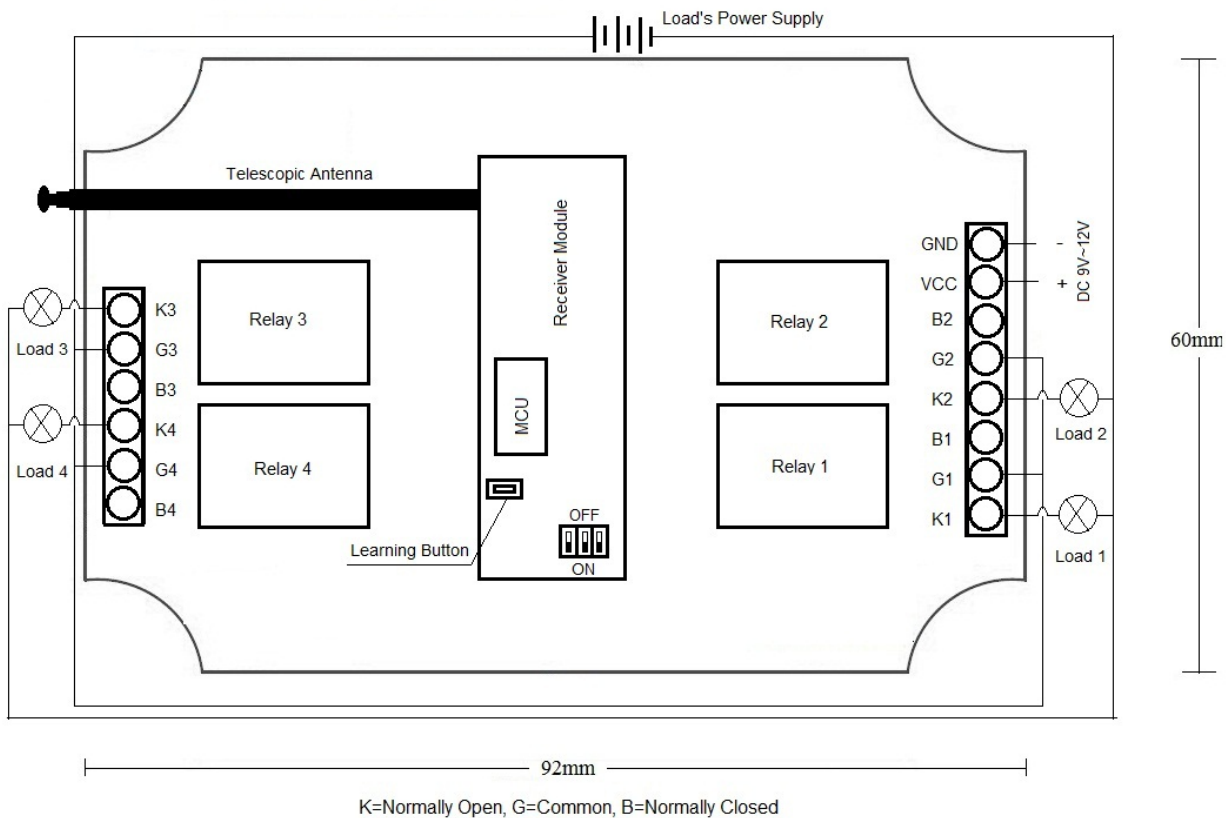 Load's Power Supply
Telescopic Antenna
Receiver Module
GND
-
DC 9V~12V
VCC
+
B2
G2
K2
Load 2
B1
G1
K1
Load 1
60mm
K3
Load 3
G3
B3
K4
Load 4
G4
B4
Relay 3
Relay 2
Relay 4
Relay 1
MCU
Learning Button
OFF
ON
92mm
K=Normally Open, G=Common, B=Normally Closed